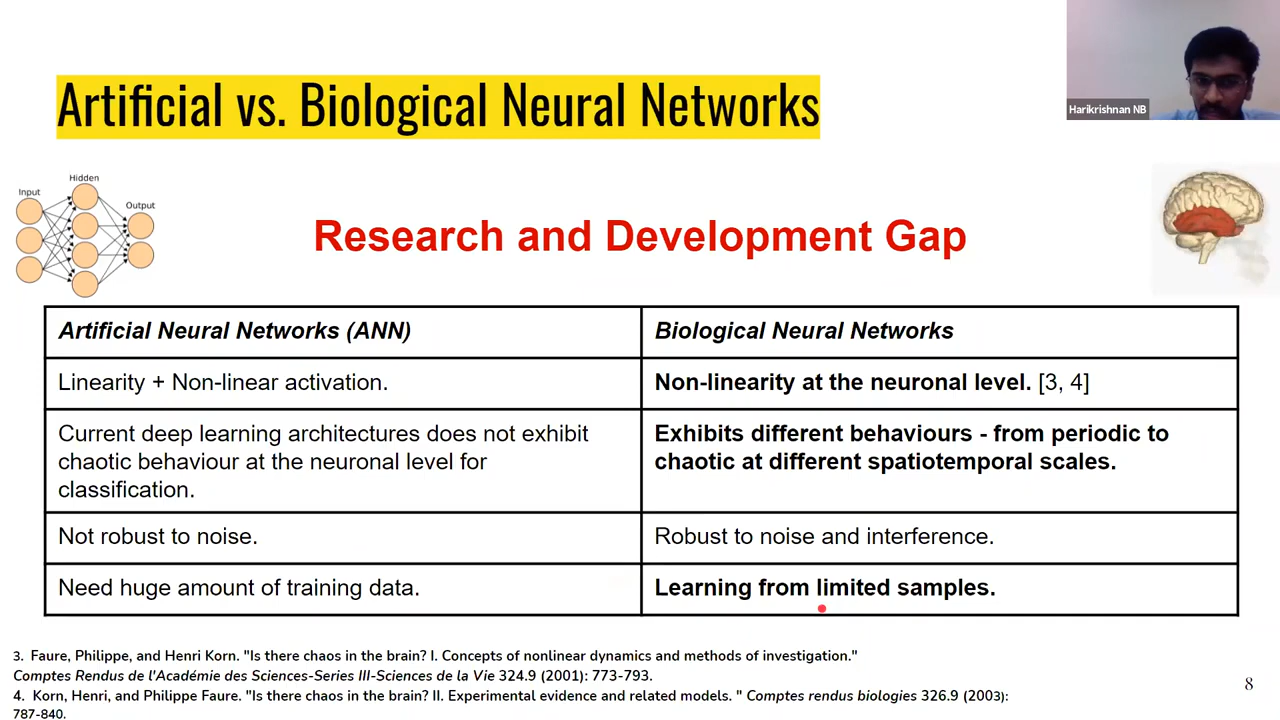 Harikrishnan NB
Artificial vs. Biological Neural Networks
Input
Hidden
Output
Research and Development Gap
Artificial Neural Networks (ANN)
Biological Neural Networks
Linearity + Non-linear activation.
Non-linearity at the neuronal level. [3, 4]
Current deep learning architectures does not exhibit
chaotic behaviour at the neuronal level for
classification.
Exhibits different behaviours - from periodic to
chaotic at different spatiotemporal scales.
Not robust to noise.
Robust to noise and interference.
Need huge amount of training data.
Learning from limited samples.
3. Faure, Philippe, and Henri Korn. "Is there chaos in the brain? I. Concepts of nonlinear dynamics and methods of investigation."
Comptes Rendus de l'Académie des Sciences-Series III-Sciences de la Vie 324.9 (2001): 773-793.
4. Korn, Henri, and Philippe Faure. "Is there chaos in the brain? II. Experimental evidence and related models. " Comptes rendus biologies 326.9 (2003):
787-840.
8